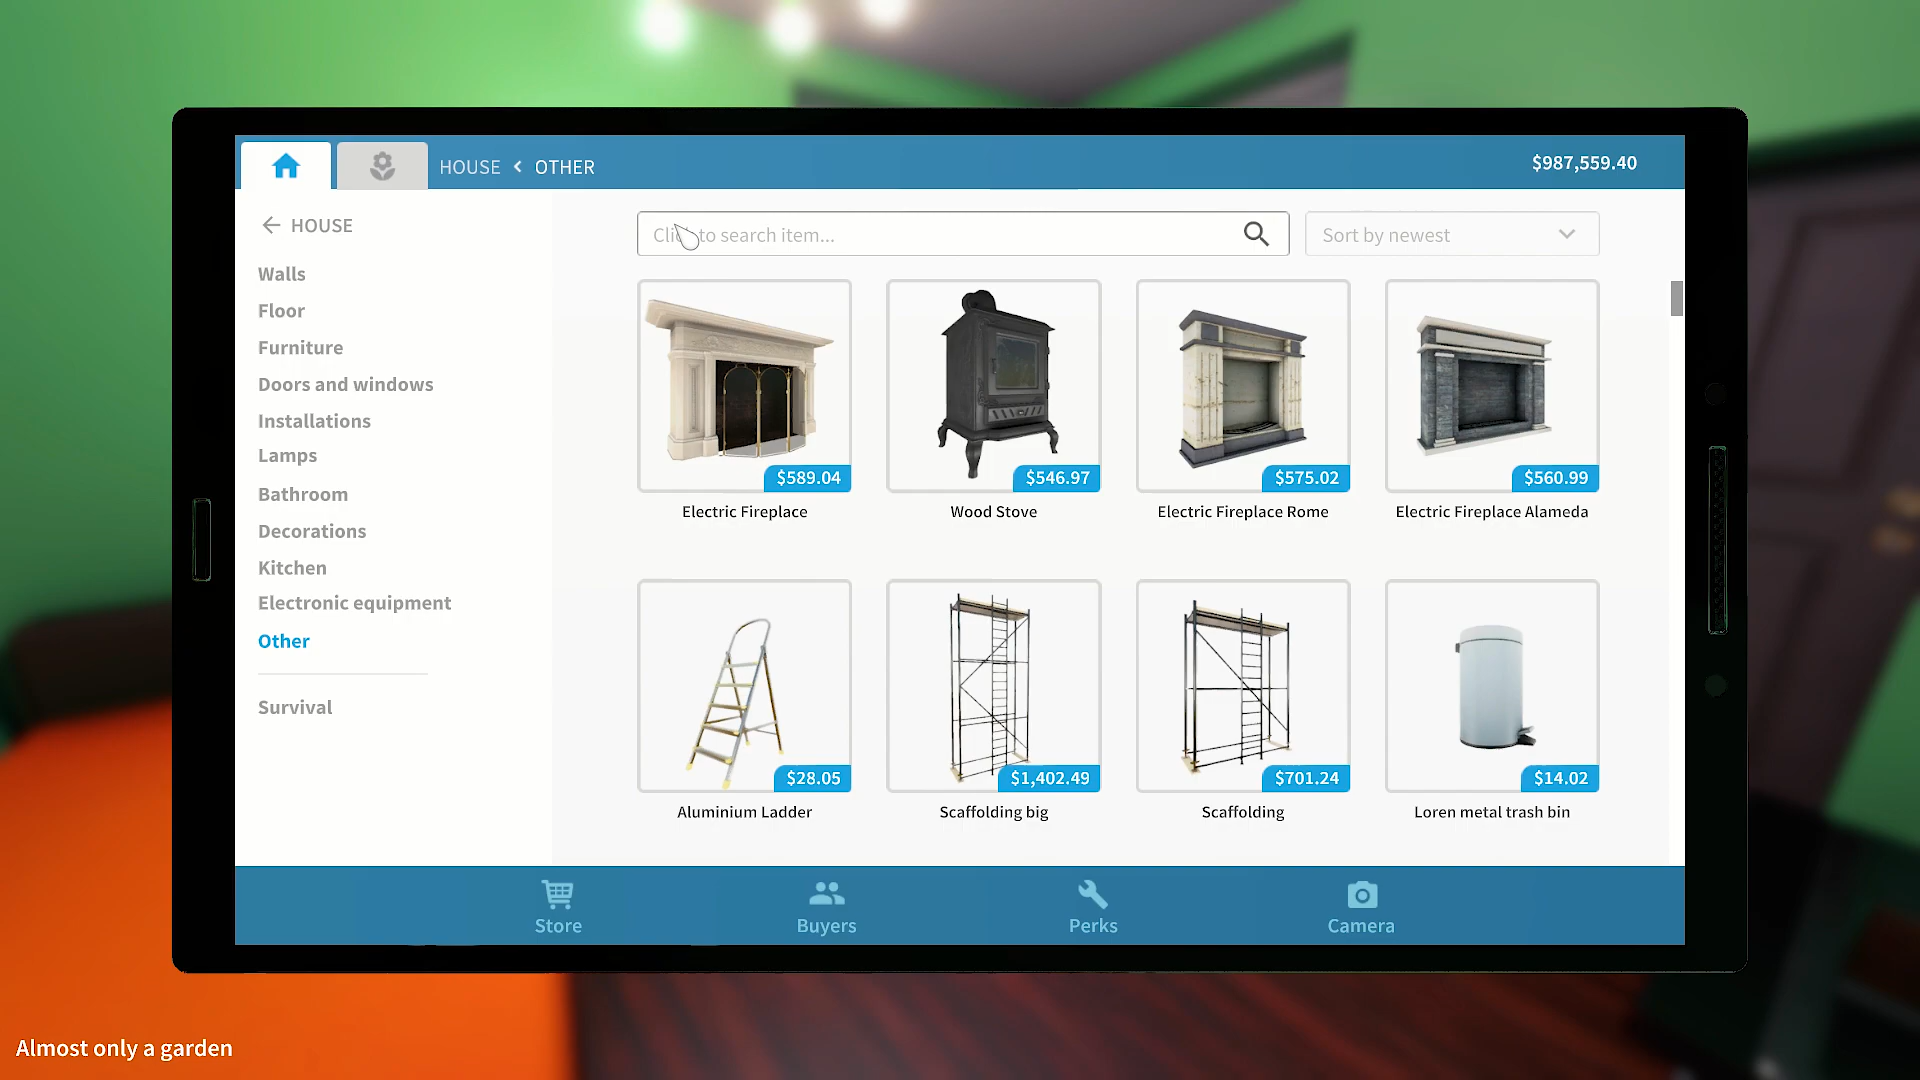 HOUSE < OTHER
$987,559.40
HOUSE
Walls
Floor
Furniture
Doors and windows
Installations
Lamps
Bathroom
Decorations
Kitchen
Electronic equipment
Other
Survival
Click to search item...
Sort by newest
$589.04
$546.97
$575.02
$560.99
Electric Fireplace
Wood Stove
Electric Fireplace Rome
Electric Fireplace Alameda
$28.05
$1,402.49
$701.24
$14.02
Aluminium Ladder
Scaffolding big
Scaffolding
Loren metal trash bin
Store
Buyers
Perks
Camera
Almost only a garden